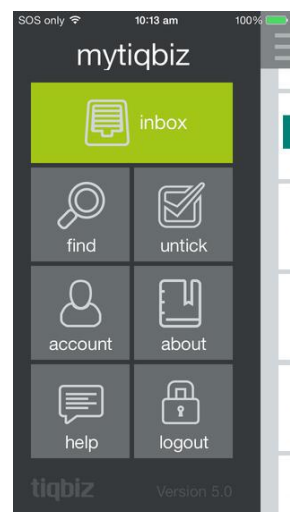 SOS only 10:13 am 100%
mytiqbiz
inbox
find untick
account about
help logout
tiqbiz Version 5.0